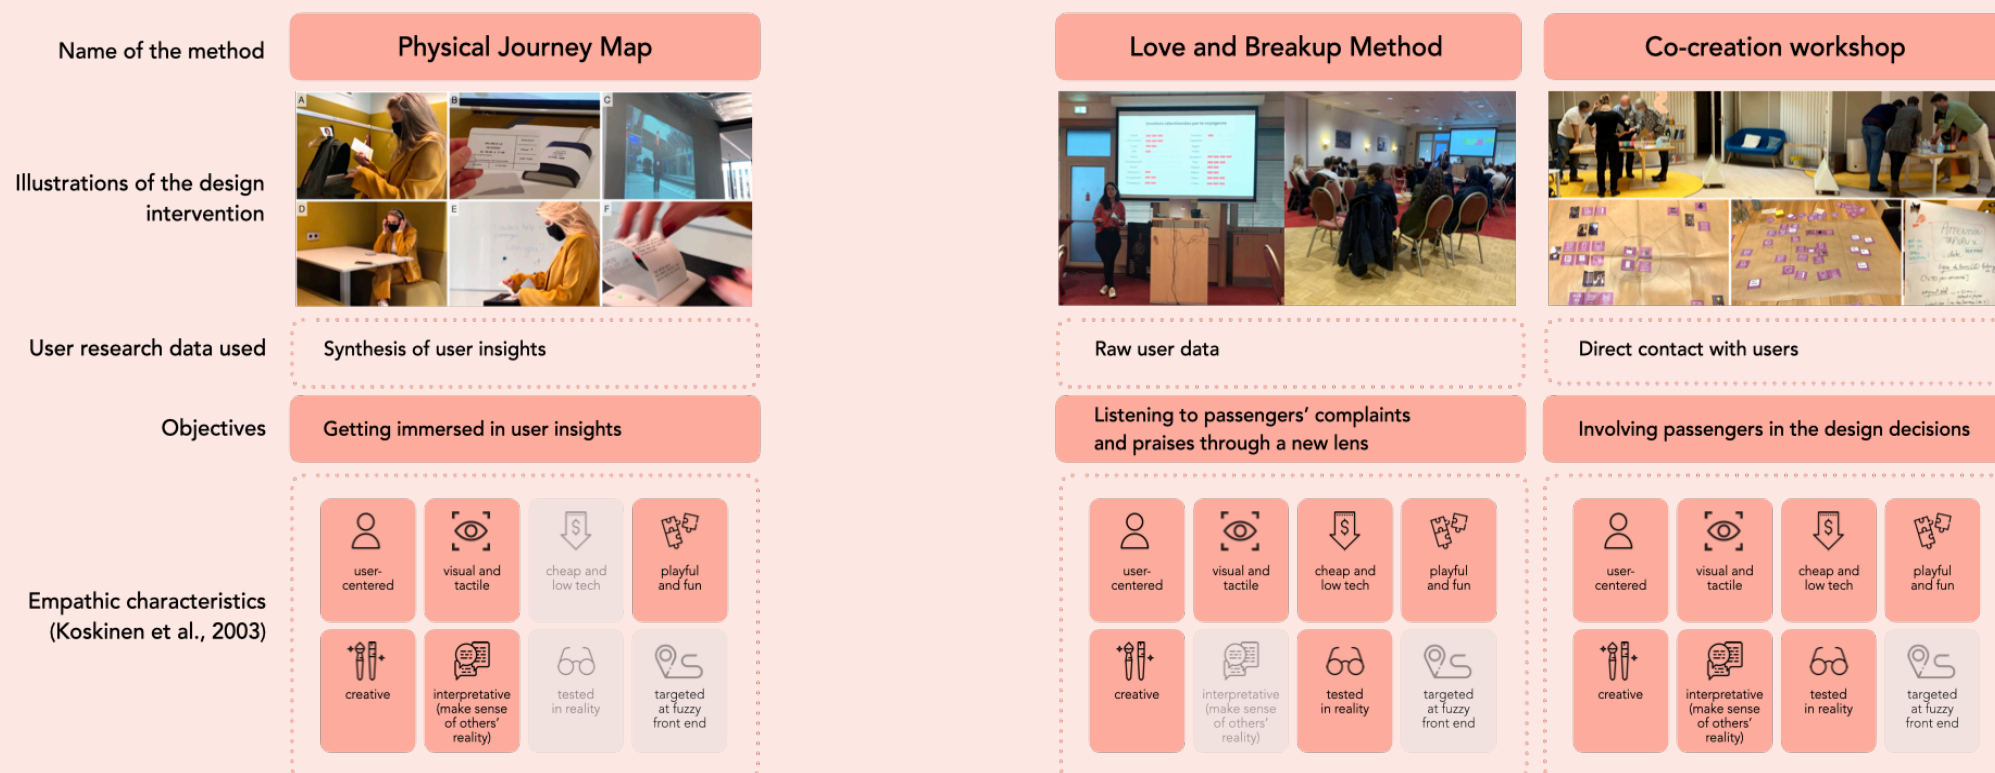 Name of the method
Physical Journey Map
Love and Breakup Method
Co-creation workshop
Illustrations of the design
intervention
A
B
C
D
E
F
User research data used
Synthesis of user insights
Raw user data
Direct contact with users
Objectives
Getting immersed in user insights
Listening to passengers’ complaints
and praises through a new lens
Involving passengers in the design decisions
Empathic characteristics
(Koskinen et al., 2003)
user-
centered
visual and
tactile
cheap and
low tech
playful
and fun
creative
interpretative
(make sense
of others’
reality)
tested
in reality
targeted
at fuzzy
front end
user-
centered
visual and
tactile
cheap and
low tech
playful
and fun
creative
interpretative
(make sense
of others’
reality)
tested
in reality
targeted
at fuzzy
front end
user-
centered
visual and
tactile
cheap and
low tech
playful
and fun
creative
interpretative
(make sense
of others’
reality)
tested
in reality
targeted
at fuzzy
front end